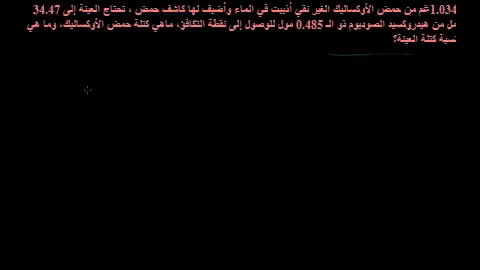 1.034غم من حمض الأوكساليك الغير نقي أذيبت في الماء وأضيف لها كاشف حمض ، تحتاج العينة إلى 34.47
مل من هيدروكسيد الصوديوم ذو الـ 0.485 مول للوصول إلى نقطة التكافؤ، ماهي كتلة حمض الأوكساليك، وما هي
نسبة كتلة العينة؟